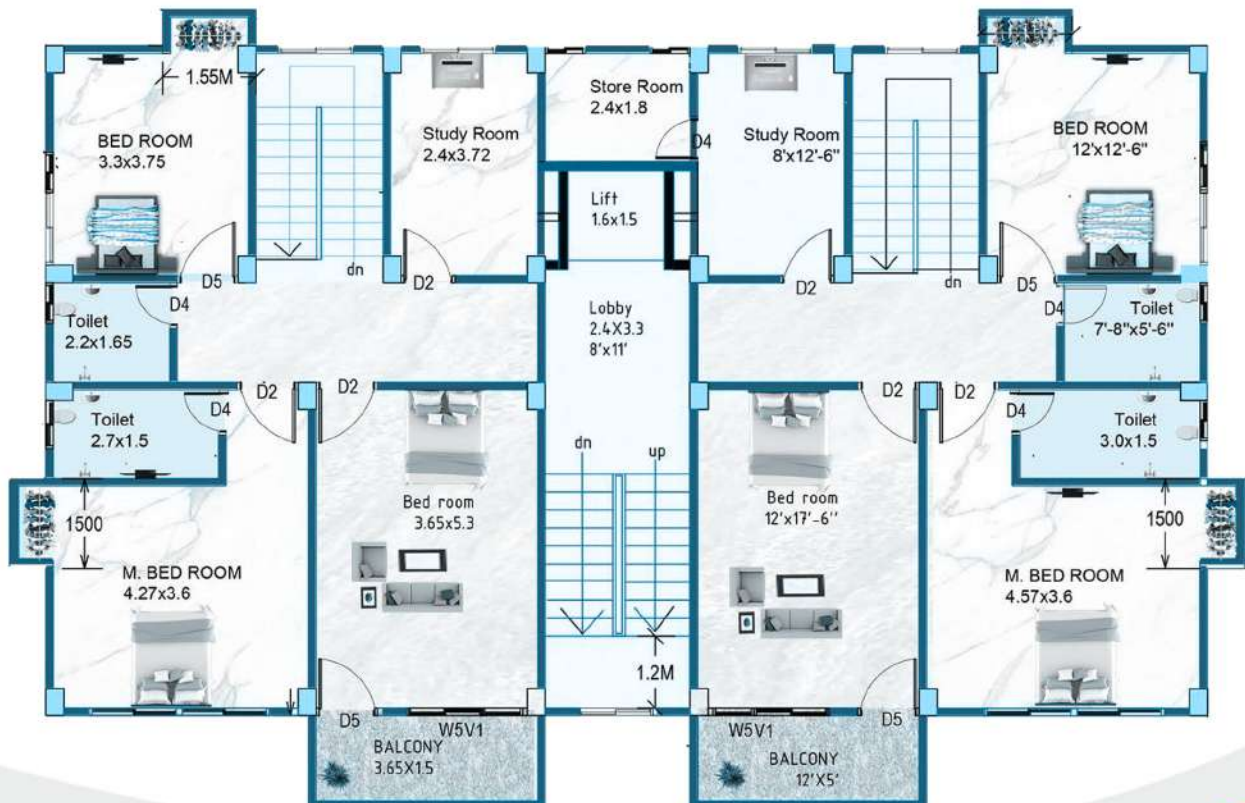 1.55M
BED ROOM
3.3x3.75
Study Room
2.4x3.72
Store Room
2.4x1.8
D4
Study Room
8'x12'-6"
BED ROOM
12'x12'-6"
Lift
1.6x1.5
dn
D5
D2
D4
Toilet
2.2x1.65
Lobby
2.4X3.3
8'x11'
D2
dn
D5
D4
Toilet
7'-8"x5'-6"
D2
D2
D4
Toilet
2.7x1.5
D2
D2
D4
Toilet
3.0x1.5
dn
up
1500
Bed room
3.65x5.3
Bed room
12'x17'-6''
1500
M. BED ROOM
4.27x3.6
M. BED ROOM
4.57x3.6
1.2M
D5
W5V1
BALCONY
3.65X1.5
W5V1
D5
BALCONY
12'X5'